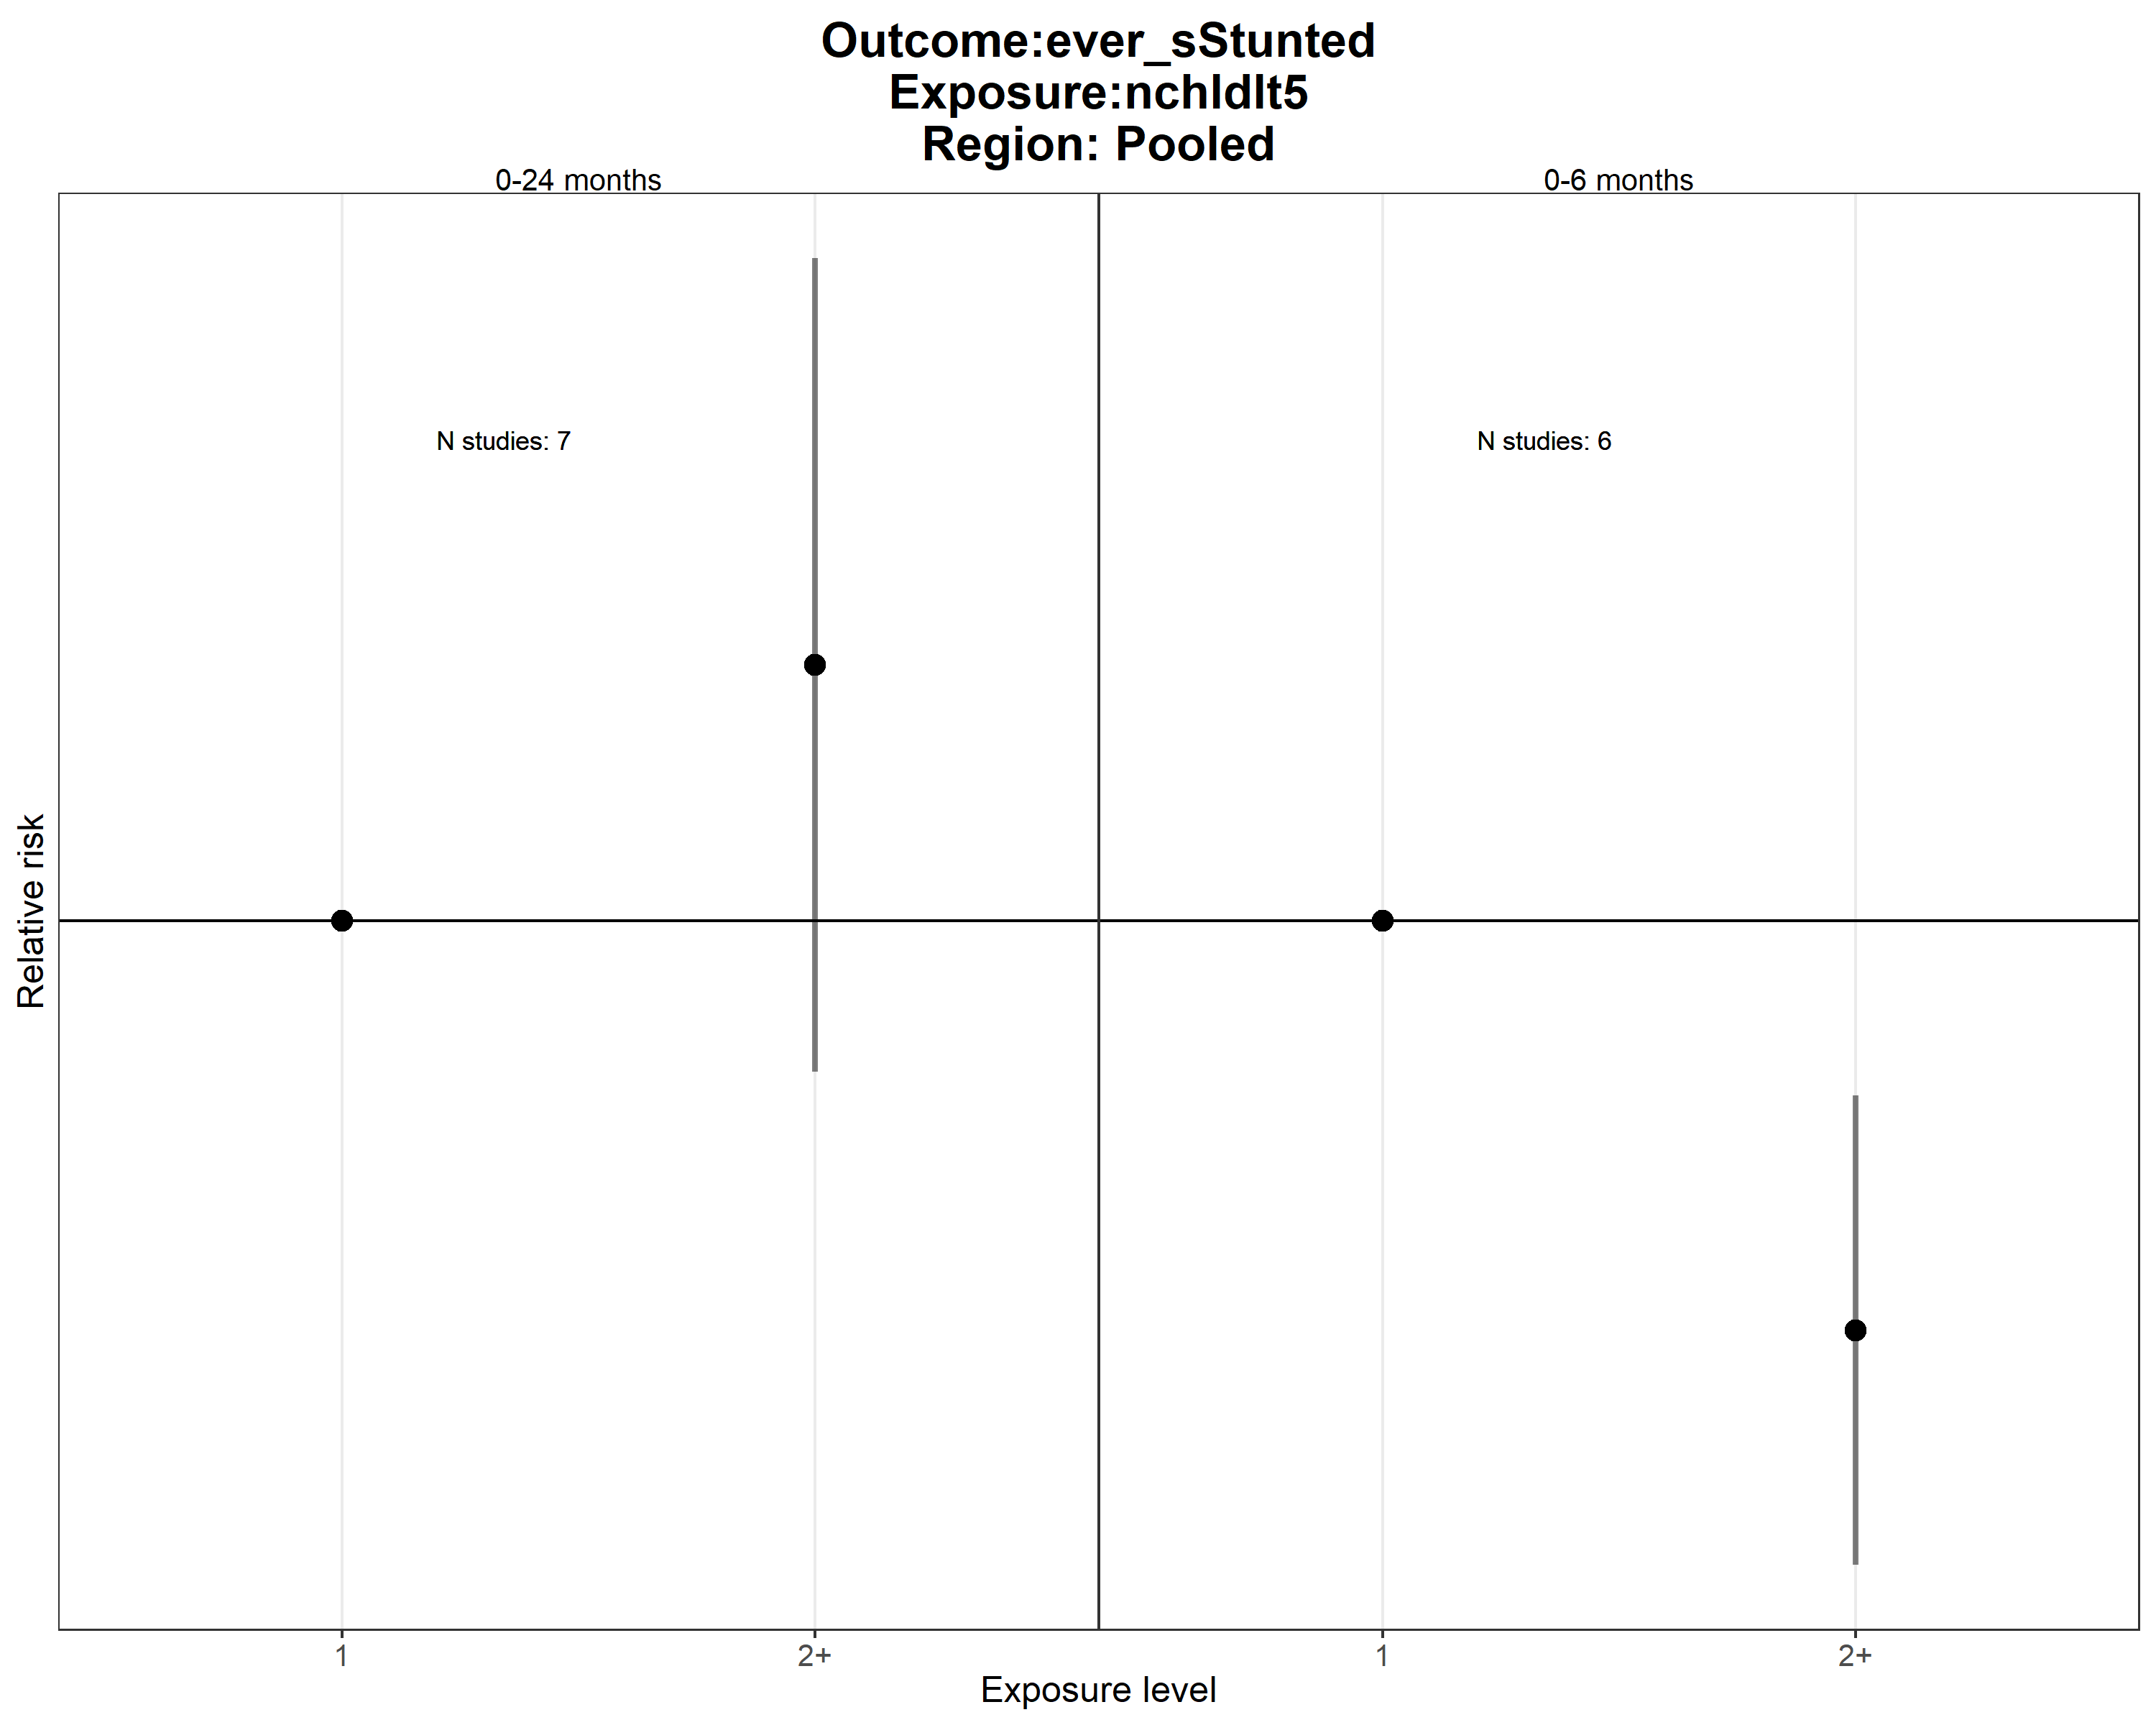 Outcome:ever_sStunted
Exposure:nchldlt5
Region: Pooled
0-24 months
0-6 months
N studies: 7
N studies: 6
Relative risk
1
2+
1
2+
Exposure level